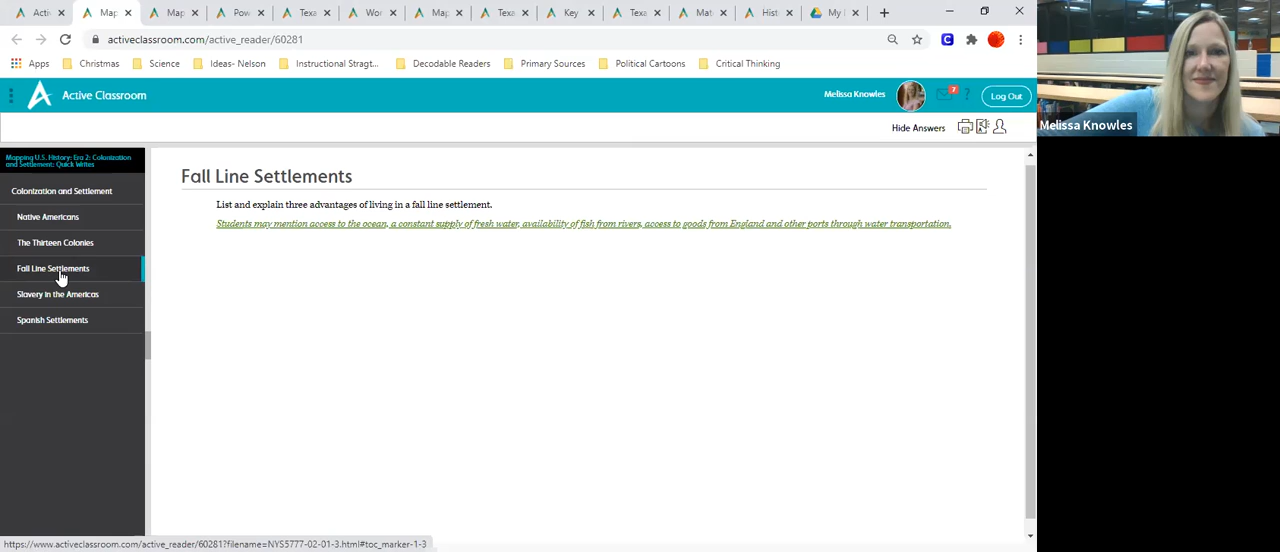 Acti
Map
Map
Pow
Texa
Wor
Map
Texa
Key
Texa
Mat
Hist
My
activeclassroom.com/active_reader/60281
Apps
Christmas
Science
Ideas- Nelson
Instructional Stragt...
Decodable Readers
Primary Sources
Political Cartoons
Critical Thinking
Active Classroom
Melissa Knowles
7
?
Log Out
Hide Answers
Melissa Knowles
Mapping U.S. History: Era 2: Colonization
and Settlement: Quick Writes
Colonization and Settlement
Native Americans
The Thirteen Colonies
Fall Line Settlements
Slavery in the Americas
Spanish Settlements
Fall Line Settlements
List and explain three advantages of living in a fall line settlement.
Students may mention access to the ocean, a constant supply of fresh water, availability of fish from rivers, access to goods from England and other ports through water transportation.
https://www.activeclassroom.com/active_reader/60281?filename=NYS5777-02-01-3.html#toc_marker-1-3